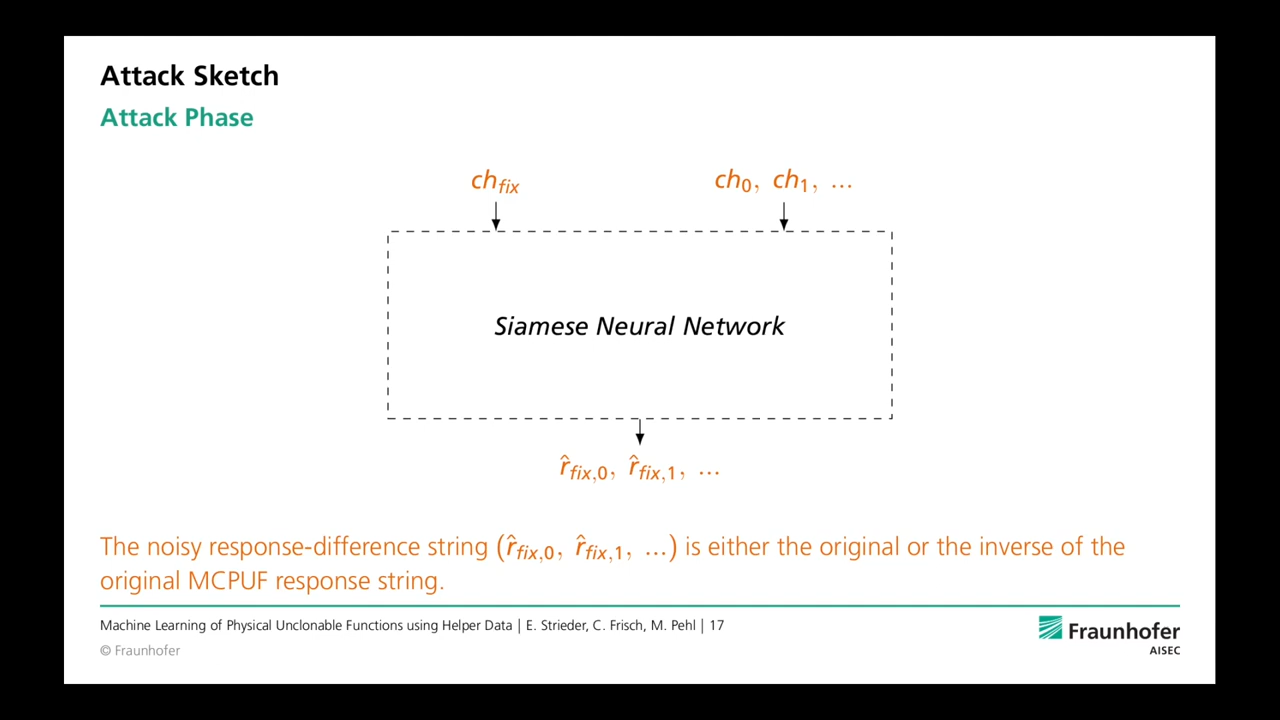 Attack Sketch
Attack Phase
ch_fix
ch_0, ch_1, ...
Siamese Neural Network
r̂_fix,0, r̂_fix,1, ...
The noisy response-difference string (r̂_fix,0, r̂_fix,1, ...) is either the original or the inverse of the
original MCPUF response string.
Machine Learning of Physical Unclonable Functions using Helper Data | E. Strieder, C. Frisch, M. Pehl | 17
© Fraunhofer
Fraunhofer
AISEC